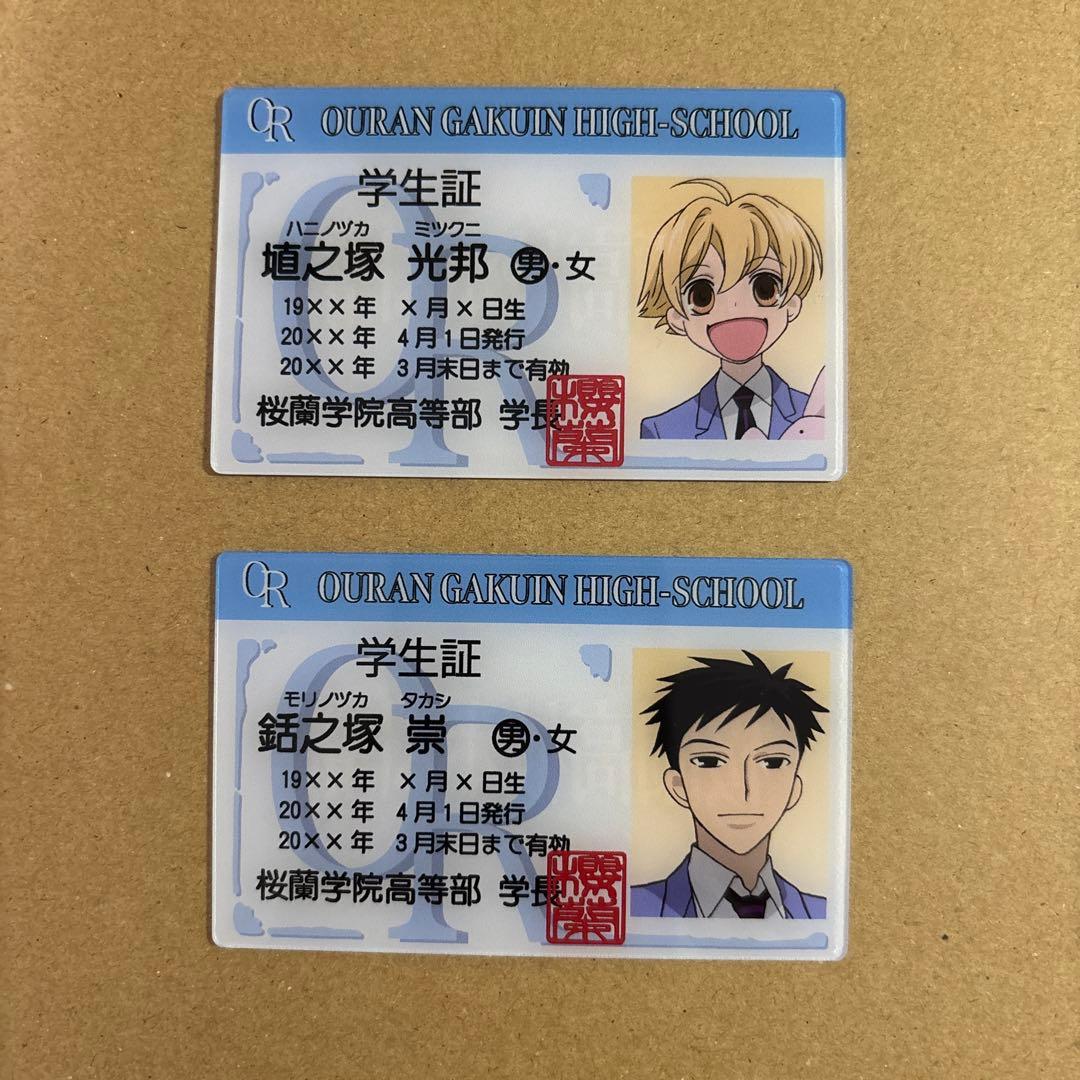 OR OURAN GAKUIN HIGH-SCHOOL
学生証
ハニノヅカ ミツクニ
埴之塚 光邦 男・女
19××年 ×月×日生
20××年 4月1日発行
20××年 3月末日まで有効
桜蘭学院高等部 学長
櫻蘭
OR OURAN GAKUIN HIGH-SCHOOL
学生証
モリノヅカ タカシ
銛之塚 崇 男・女
19××年 ×月×日生
20××年 4月1日発行
20××年 3月末日まで有効
桜蘭学院高等部 学長
櫻蘭